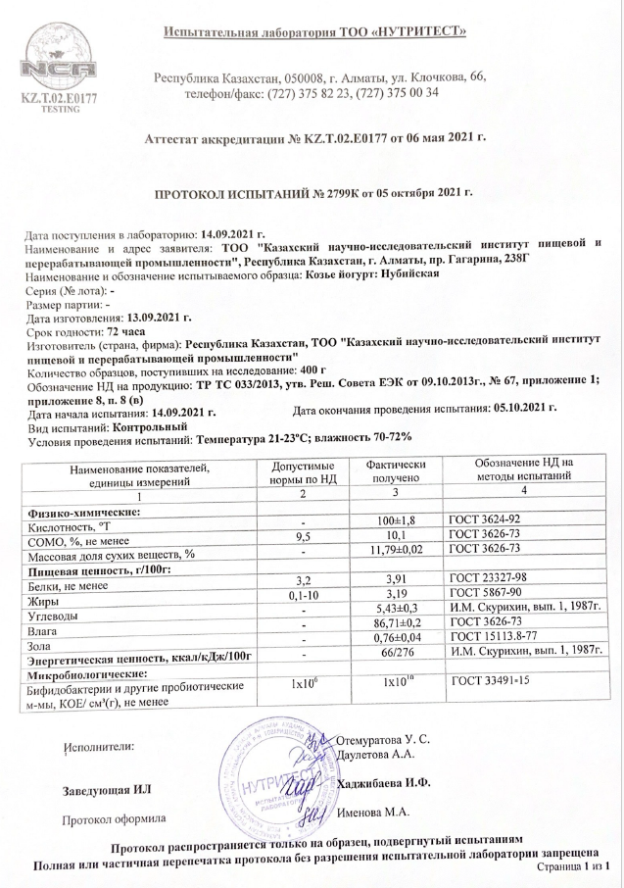 Испытательная лаборатория ТОО «НУТРИТЕСТ»
NCA
KZ.T.02.E0177
TESTING
Республика Казахстан, 050008, г. Алматы, ул. Клочкова, 66,
телефон/факс: (727) 375 82 23, (727) 375 00 34
Аттестат аккредитации № KZ.T.02.E0177 от 06 мая 2021 г.
ПРОТОКОЛ ИСПЫТАНИЙ № 2799К от 05 октября 2021 г.
Дата поступления в лабораторию: 14.09.2021 г.
Наименование и адрес заявителя: ТОО "Казахский научно-исследовательский институт пищевой и
перерабатывающей промышленности", Республика Казахстан, г. Алматы, пр. Гагарина, 238Г
Наименование и обозначение испытываемого образца: Козье йогурт: Нубийская
Серия (№ лота): -
Размер партии: -
Дата изготовления: 13.09.2021 г.
Срок годности: 72 часа
Изготовитель (страна, фирма): Республика Казахстан, ТОО "Казахский научно-исследовательский институт
пищевой и перерабатывающей промышленности"
Количество образцов, поступивших на исследование: 400 г
Обозначение НД на продукцию: ТР ТС 033/2013, утв. Реш. Совета ЕЭК от 09.10.2013г., № 67, приложение 1;
приложение 8, п. 8 (в)
Дата начала испытания: 14.09.2021 г. Дата окончания проведения испытания: 05.10.2021 г.
Вид испытаний: Контрольный
Условия проведения испытаний: Температура 21-23°С; влажность 70-72%
Наименование показателей, Допустимые Фактически Обозначение НД на
единицы измерений нормы по НД получено методы испытаний
1 2 3 4
Физико-химические:
Кислотность, °Т - 100±1,8 ГОСТ 3624-92
СОМО, %, не менее 9,5 10,1 ГОСТ 3626-73
Массовая доля сухих веществ, % - 11,79±0,02 ГОСТ 3626-73
Пищевая ценность, г/100г:
Белки, не менее 3,2 3,91 ГОСТ 23327-98
Жиры 0,1-10 3,19 ГОСТ 5867-90
Углеводы - 5,43±0,3 И.М. Скурихин, вып. 1, 1987г.
Влага - 86,71±0,2 ГОСТ 3626-73
Зола - 0,76±0,04 ГОСТ 15113.8-77
Энергетическая ценность, ккал/кДж/100г - 66/276 И.М. Скурихин, вып. 1, 1987г.
Микробиологические:
Бифидобактерии и другие пробиотические 1х10⁶ 1х10¹⁰ ГОСТ 33491-15
м-мы, КОЕ/ см³(г), не менее
Исполнители: Отемуратова У. С.
Даулетова А.А.
Заведующая ИЛ Хаджибаева И.Ф.
НУТРИТЕСТ
Протокол оформила Именова М.А.
Протокол распространяется только на образец, подвергнутый испытаниям
Полная или частичная перепечатка протокола без разрешения испытательной лаборатории запрещена
Страница 1 из 1